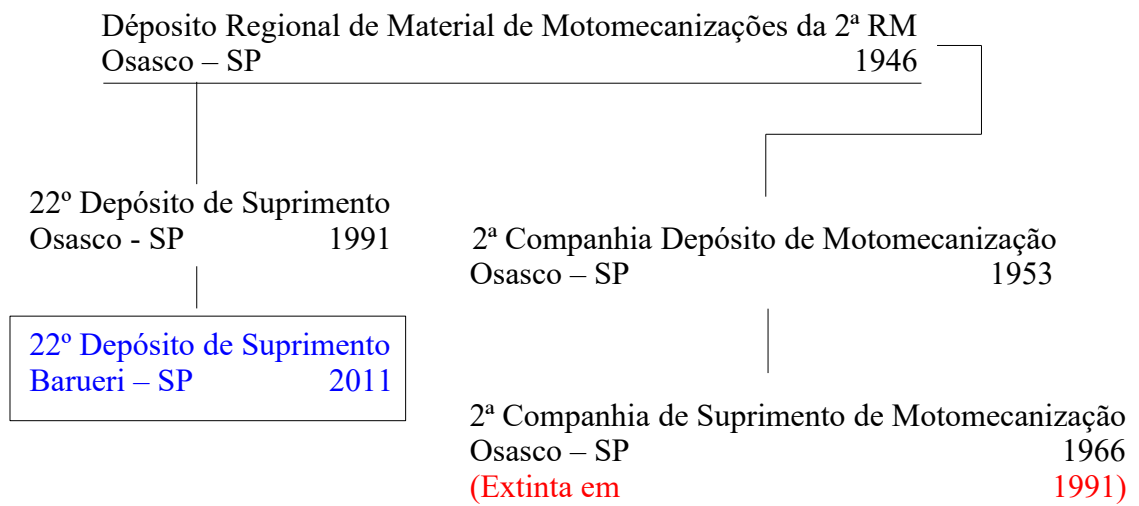 Déposito Regional de Material de Motomecanizações da 2ª RM
Osasco – SP 1946
22º Depósito de Suprimento
Osasco - SP 1991
22º Depósito de Suprimento
Barueri – SP 2011
2ª Companhia Depósito de Motomecanização
Osasco – SP 1953
2ª Companhia de Suprimento de Motomecanização
Osasco – SP 1966
(Extinta em 1991)